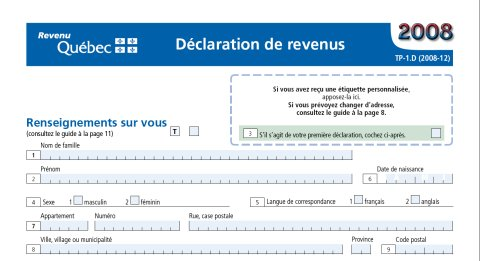 Revenu
Québec
Déclaration de revenus
2008
TP-1.D (2008-12)
Si vous avez reçu une étiquette personnalisée,
apposez-la ici.
Si vous prévoyez changer d'adresse,
consultez le guide à la page 8.
Renseignements sur vous
(consultez le guide à la page 11)
T
3 S'il s'agit de votre première déclaration, cochez ci-après.
Nom de famille
1
Prénom
Date de naissance
2
6
4 Sexe 1 masculin 2 féminin
5 Langue de correspondance 1 français 2 anglais
Appartement Numéro Rue, case postale
7
Ville, village ou municipalité Province Code postal
8
9